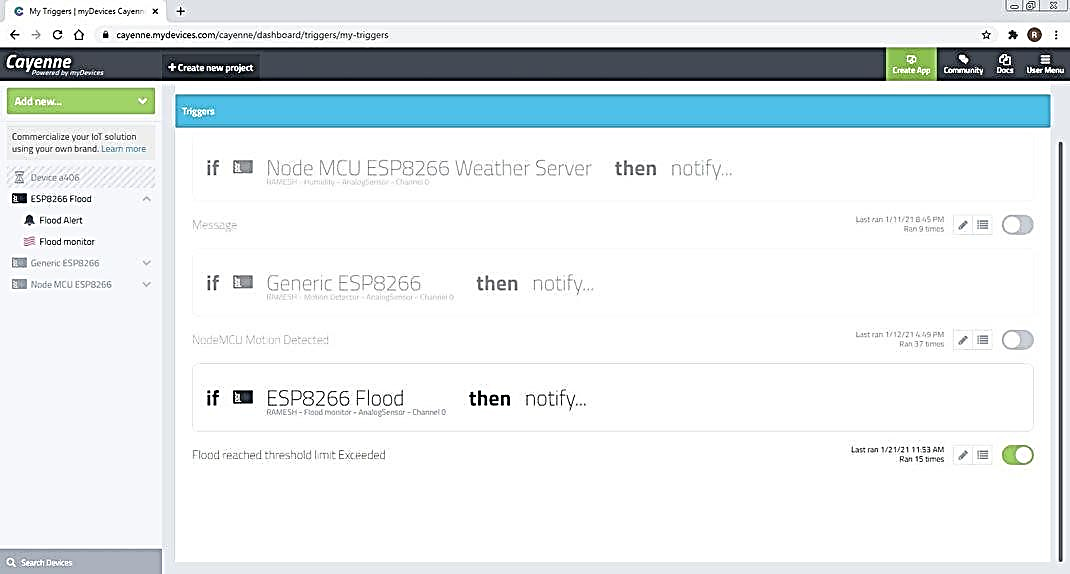 My Triggers | myDevices Cayenn
cayenne.mydevices.com/cayenne/dashboard/triggers/my-triggers
R
Cayenne
Powered by myDevices
+ Create new project
Create App
Community
Docs
User Menu
Add new...
Commercialize your IoT solution
using your own brand. Learn more
Device a406
ESP8266 Flood
Flood Alert
Flood monitor
Generic ESP8266
Node MCU ESP8266
Search Devices
Triggers
if Node MCU ESP8266 Weather Server then notify...
RAMESH - Humidity - AnalogSensor - Channel 0
Message
Last ran 1/11/21 8:45 PM
Ran 9 times
if Generic ESP8266 then notify...
RAMESH - Motion Detector - AnalogSensor - Channel 0
NodeMCU Motion Detected
Last ran 1/12/21 4:49 PM
Ran 37 times
if ESP8266 Flood then notify...
RAMESH - Flood monitor - AnalogSensor - Channel 0
Flood reached threshold limit Exceeded
Last ran 1/21/21 11:53 AM
Ran 15 times